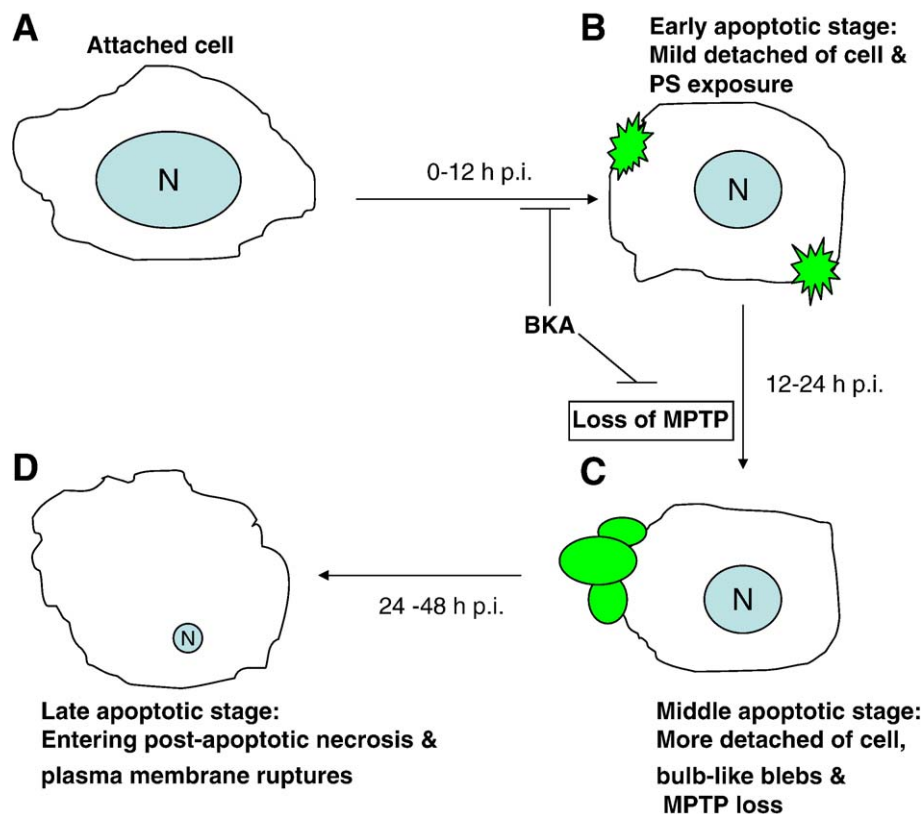 A
Attached cell
N
0-12 h p.i.
B
Early apoptotic stage:
Mild detached of cell &
PS exposure
N
BKA
Loss of MPTP
12-24 h p.i.
C
N
Middle apoptotic stage:
More detached of cell,
bulb-like blebs &
MPTP loss
24 -48 h p.i.
D
N
Late apoptotic stage:
Entering post-apoptotic necrosis &
plasma membrane ruptures